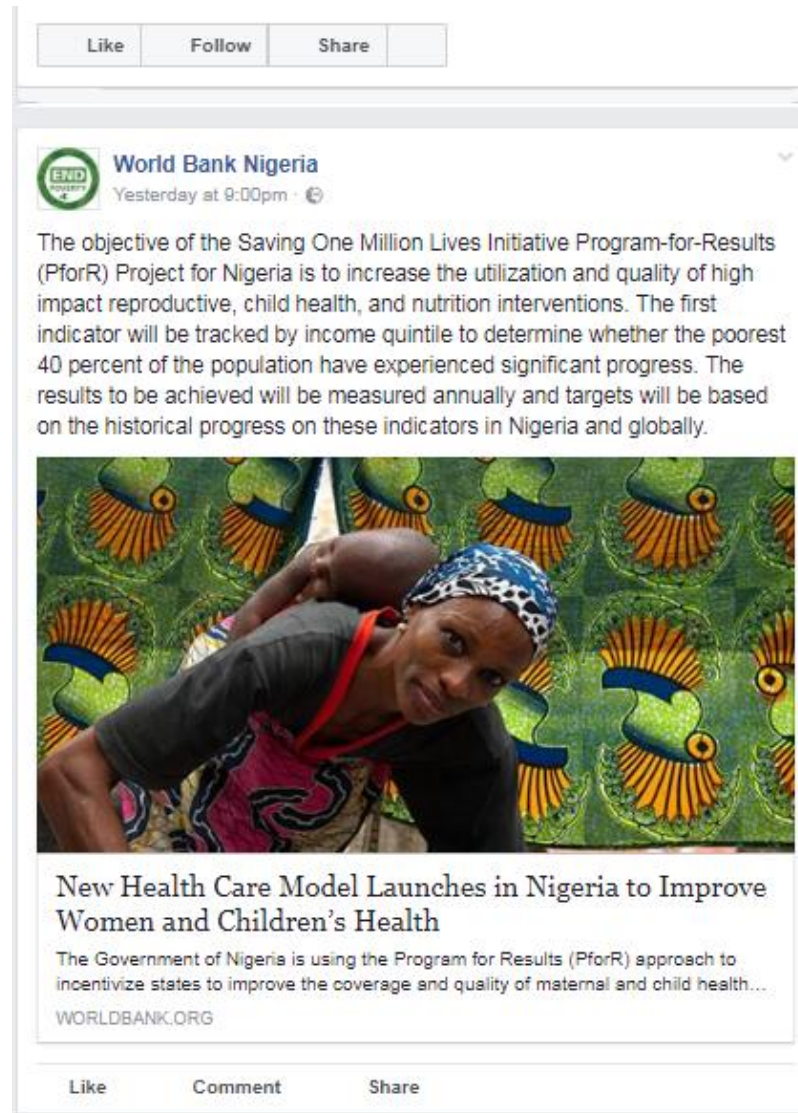 Like Follow Share
END
POVERTY
World Bank Nigeria
Yesterday at 9:00pm ·
The objective of the Saving One Million Lives Initiative Program-for-Results
(PforR) Project for Nigeria is to increase the utilization and quality of high
impact reproductive, child health, and nutrition interventions. The first
indicator will be tracked by income quintile to determine whether the poorest
40 percent of the population have experienced significant progress. The
results to be achieved will be measured annually and targets will be based
on the historical progress on these indicators in Nigeria and globally.
New Health Care Model Launches in Nigeria to Improve
Women and Children’s Health
The Government of Nigeria is using the Program for Results (PforR) approach to
incentivize states to improve the coverage and quality of maternal and child health...
WORLDBANK.ORG
Like Comment Share